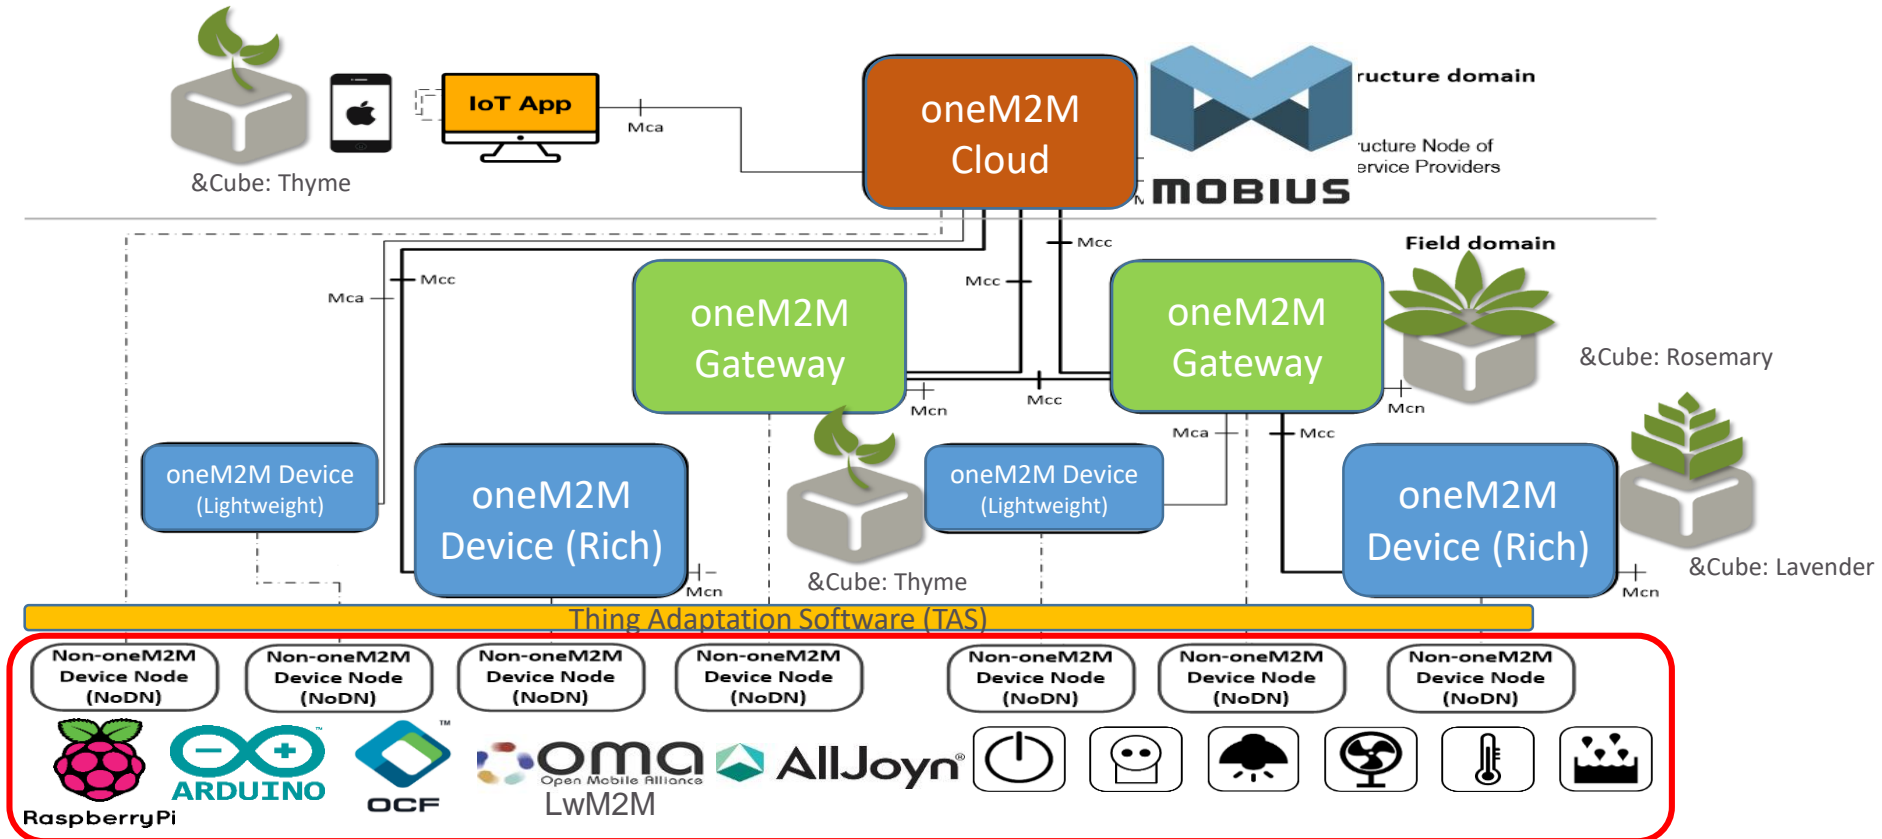 IoT App
Mca
&Cube: Thyme
oneM2M
Cloud
ructure domain
ucture Node of
ervice Providers
MOBIUS
Field domain
Mca
Mcc
Mcc
Mcc
oneM2M
Gateway
oneM2M
Gateway
&Cube: Rosemary
Mcn
Mcc
Mcn
Mca
Mcc
oneM2M Device
(Lightweight)
oneM2M
Device (Rich)
oneM2M Device
(Lightweight)
oneM2M
Device (Rich)
&Cube: Thyme
&Cube: Lavender
Mcn
Mcn
Thing Adaptation Software (TAS)
Non-oneM2M
Device Node
(NoDN)
Non-oneM2M
Device Node
(NoDN)
Non-oneM2M
Device Node
(NoDN)
Non-oneM2M
Device Node
(NoDN)
Non-oneM2M
Device Node
(NoDN)
Non-oneM2M
Device Node
(NoDN)
Non-oneM2M
Device Node
(NoDN)
RaspberryPi
ARDUINO™
OCF™
oma
Open Mobile Alliance
LwM2M
AllJoyn®